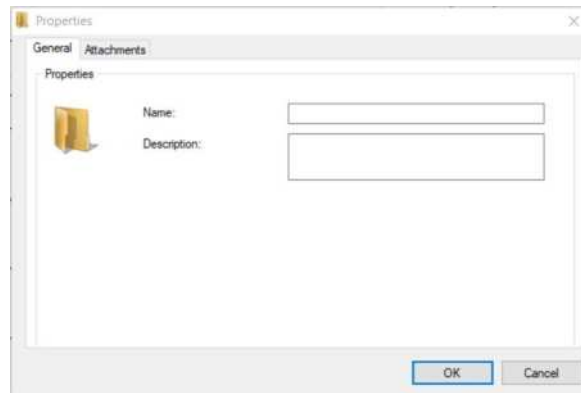 Properties
General Attachments
Properties
Name:
Description:
OK Cancel